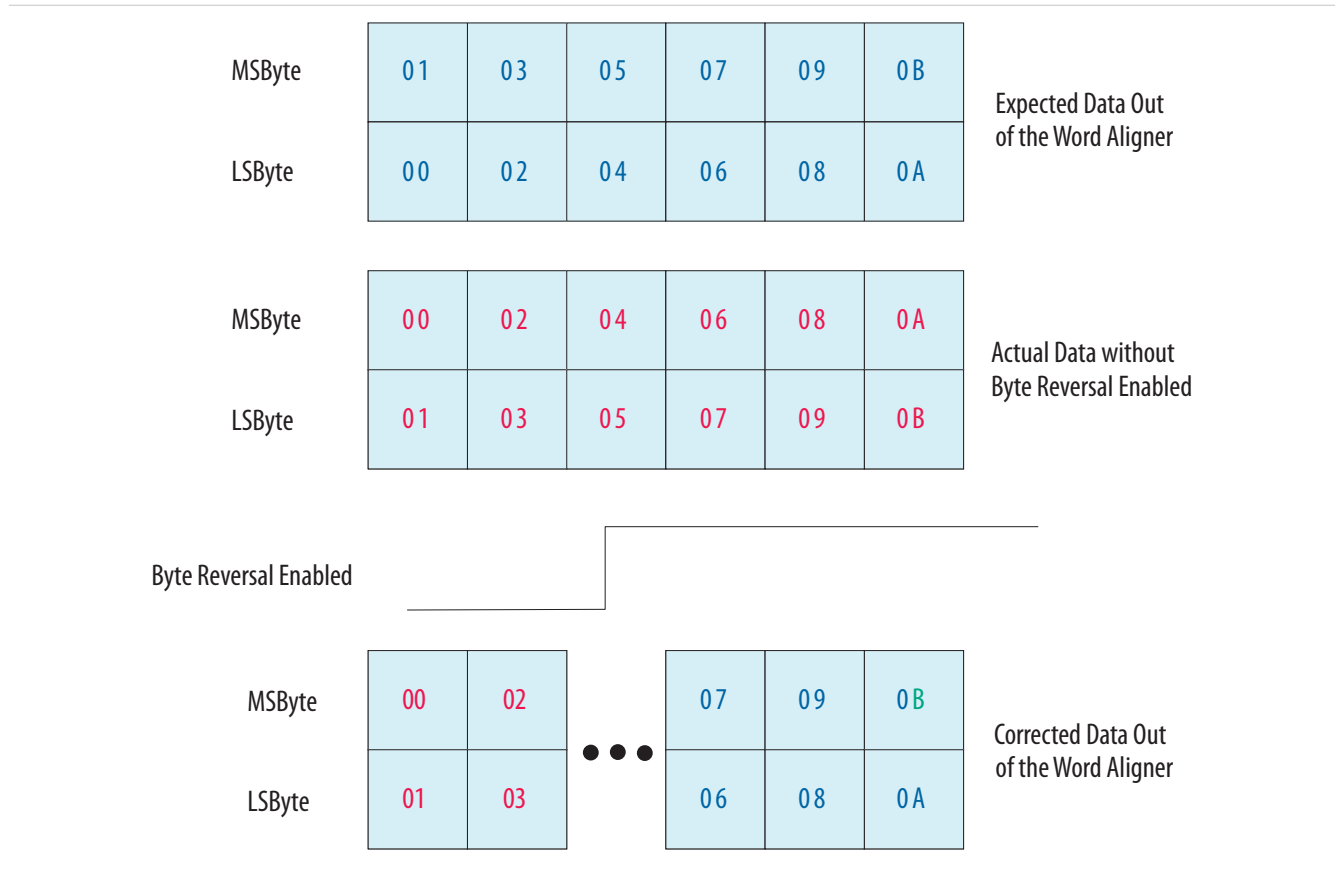 MSByte 01 03 05 07 09 0B
Expected Data Out
of the Word Aligner
LSByte 00 02 04 06 08 0A
MSByte 00 02 04 06 08 0A
Actual Data without
Byte Reversal Enabled
LSByte 01 03 05 07 09 0B
Byte Reversal Enabled
MSByte 00 02 07 09 0B
Corrected Data Out
of the Word Aligner
LSByte 01 03 06 08 0A